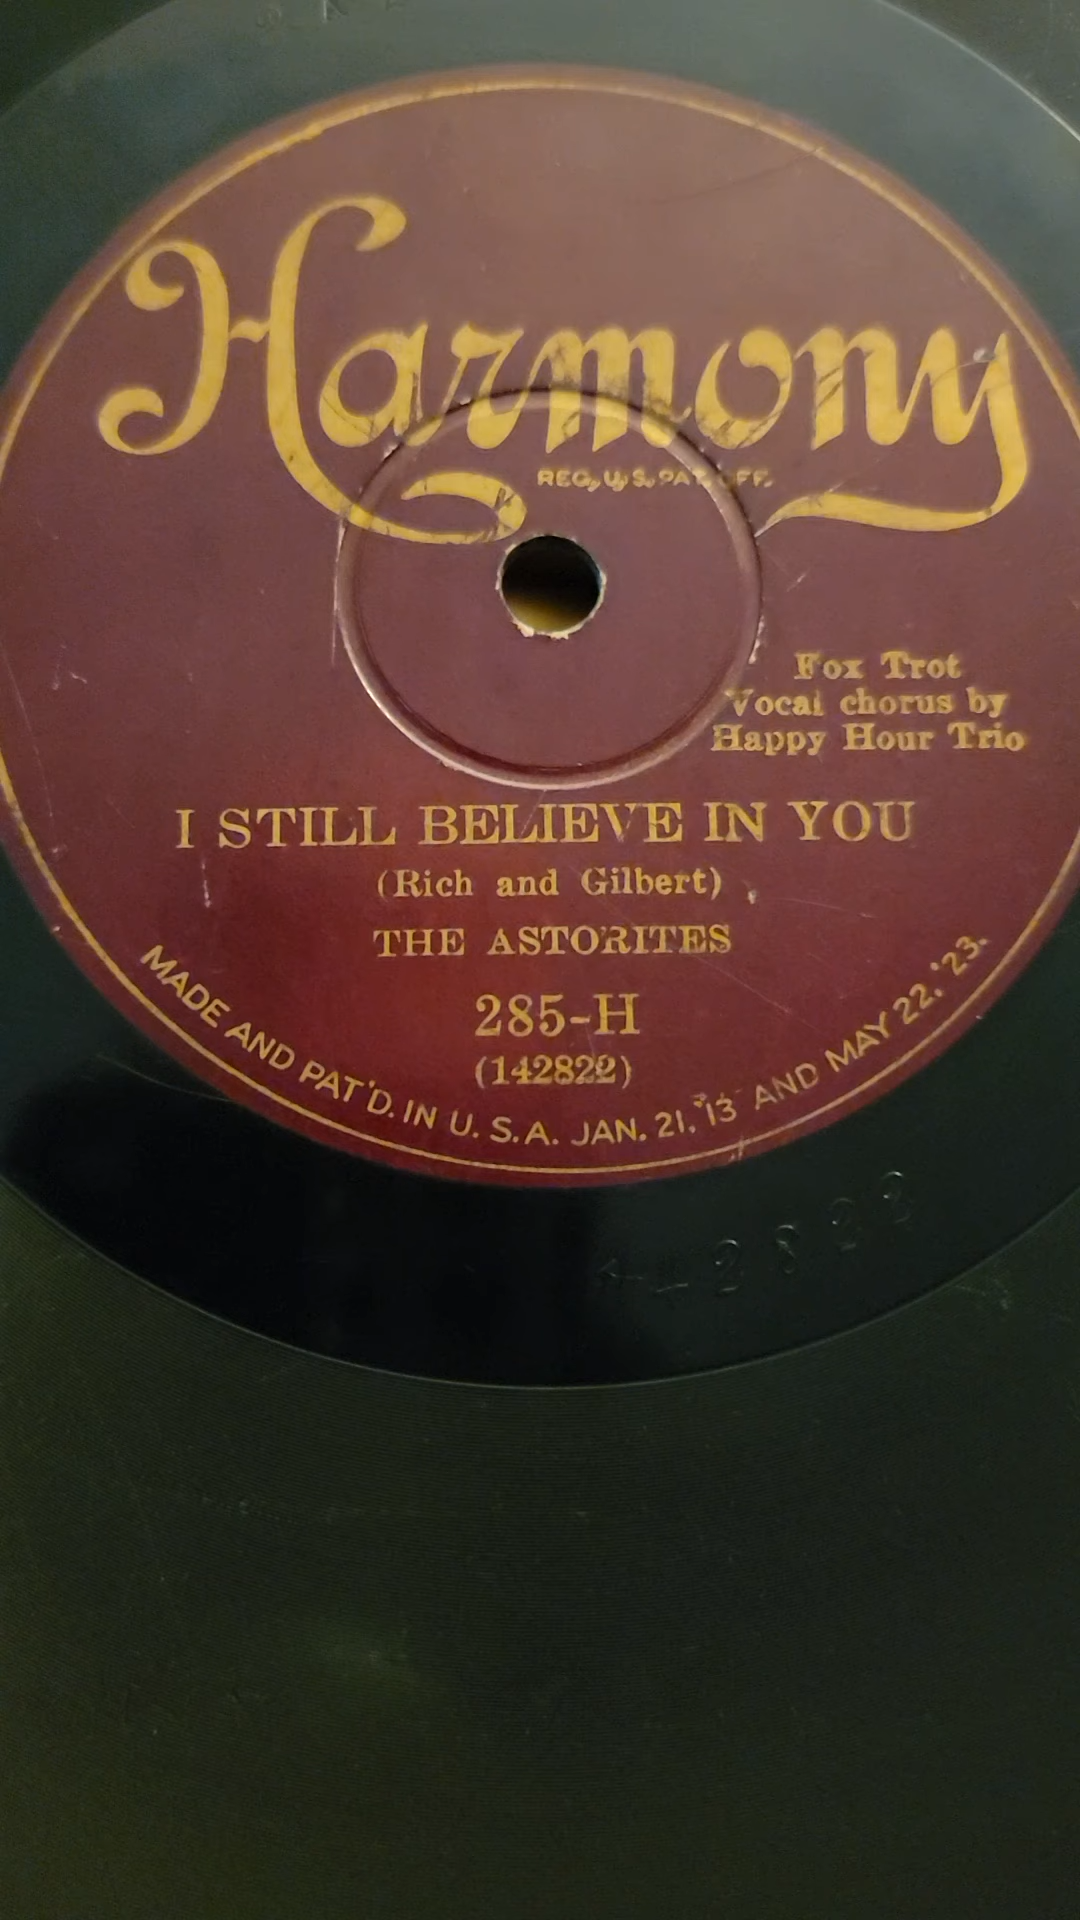 Harmony
REG. U. S. PAT. OFF.
Fox Trot
Vocal chorus by
Happy Hour Trio
I STILL BELIEVE IN YOU
(Rich and Gilbert)
THE ASTORITES
285-H
(142822)
MADE AND PAT'D. IN U. S. A. JAN. 21, '13 AND MAY 22, '23.